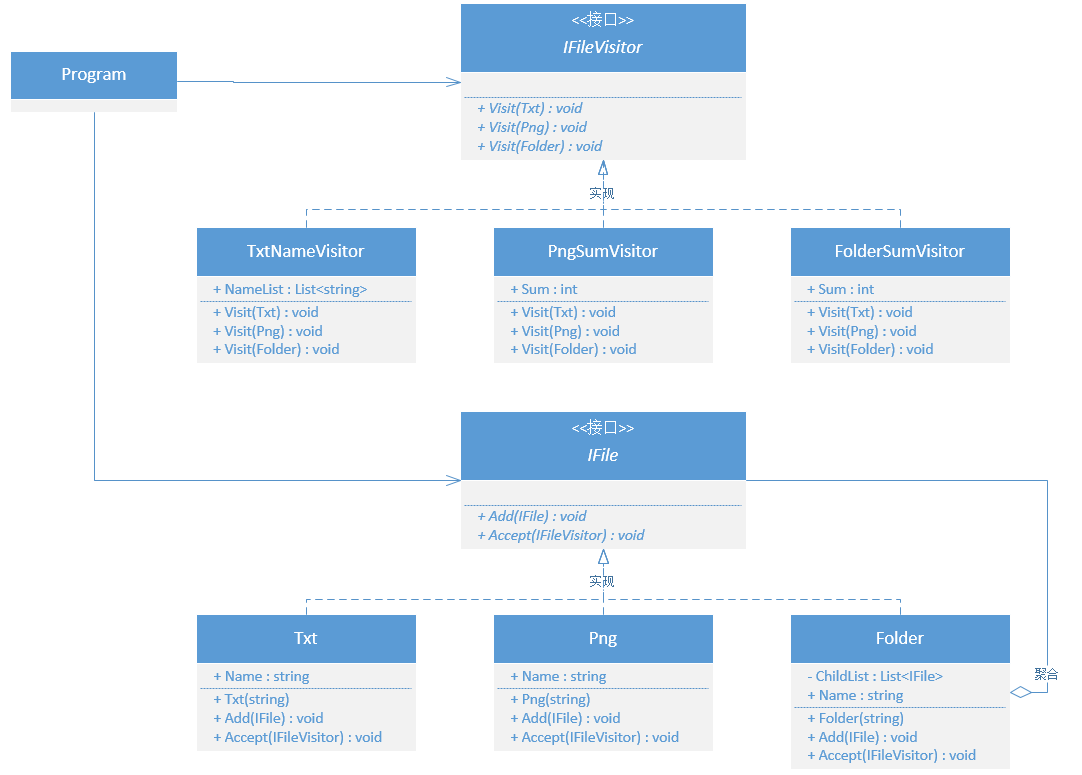 Program
<<接口>>
IFileVisitor
+ Visit(Txt) : void
+ Visit(Png) : void
+ Visit(Folder) : void
实现
TxtNameVisitor
+ NameList : List<string>
+ Visit(Txt) : void
+ Visit(Png) : void
+ Visit(Folder) : void
PngSumVisitor
+ Sum : int
+ Visit(Txt) : void
+ Visit(Png) : void
+ Visit(Folder) : void
FolderSumVisitor
+ Sum : int
+ Visit(Txt) : void
+ Visit(Png) : void
+ Visit(Folder) : void
<<接口>>
IFile
+ Add(IFile) : void
+ Accept(IFileVisitor) : void
实现
Txt
+ Name : string
+ Txt(string)
+ Add(IFile) : void
+ Accept(IFileVisitor) : void
Png
+ Name : string
+ Png(string)
+ Add(IFile) : void
+ Accept(IFileVisitor) : void
Folder
- ChildList : List<IFile>
+ Name : string
+ Folder(string)
+ Add(IFile) : void
+ Accept(IFileVisitor) : void
聚合